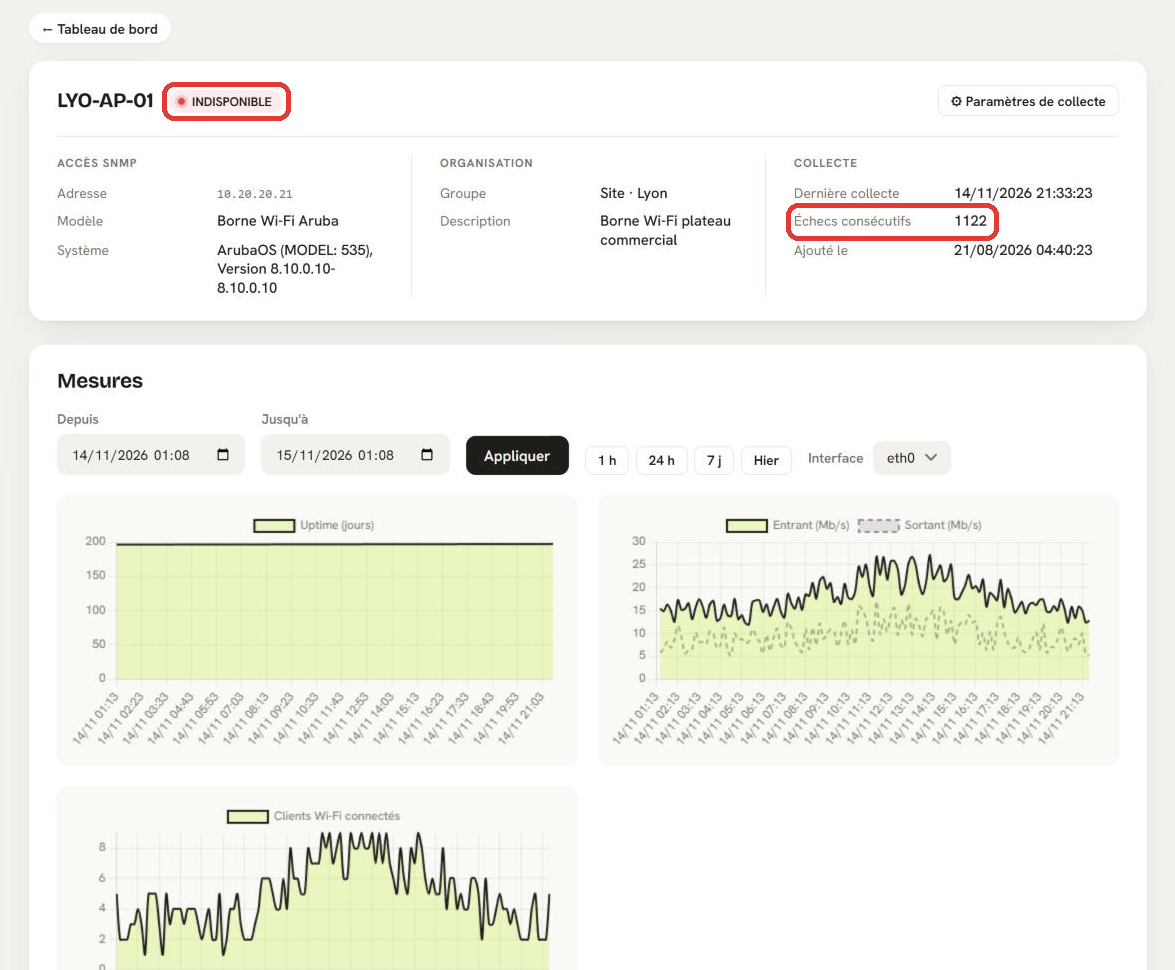 ← Tableau de bord
LYO-AP-01
INDISPONIBLE
⚙ Paramètres de collecte
ACCÈS SNMP
Adresse
10.20.20.21
Modèle
Borne Wi-Fi Aruba
Système
ArubaOS (MODEL: 535),
Version 8.10.0.10-
8.10.0.10
ORGANISATION
Groupe
Site · Lyon
Description
Borne Wi-Fi plateau
commercial
COLLECTE
Dernière collecte
14/11/2026 21:33:23
Échecs consécutifs
1122
Ajouté le
21/08/2026 04:40:23
Mesures
Depuis
14/11/2026 01:08
Jusqu'à
15/11/2026 01:08
Appliquer
1 h
24 h
7 j
Hier
Interface
eth0
Uptime (jours)
200
150
100
50
0
14/11 01:13
14/11 02:23
14/11 03:33
14/11 04:43
14/11 05:53
14/11 07:03
14/11 08:13
14/11 09:23
14/11 10:33
14/11 11:43
14/11 12:53
14/11 14:03
14/11 15:13
14/11 16:23
14/11 17:33
14/11 18:43
14/11 19:53
14/11 21:03
Entrant (Mb/s)
Sortant (Mb/s)
30
25
20
15
10
5
0
14/11 01:13
14/11 02:13
14/11 03:13
14/11 04:13
14/11 05:13
14/11 06:13
14/11 07:13
14/11 08:13
14/11 09:13
14/11 10:13
14/11 11:13
14/11 12:13
14/11 13:13
14/11 14:13
14/11 15:13
14/11 16:13
14/11 17:13
14/11 18:13
14/11 19:13
14/11 20:13
14/11 21:13
Clients Wi-Fi connectés
8
6
4
2
0